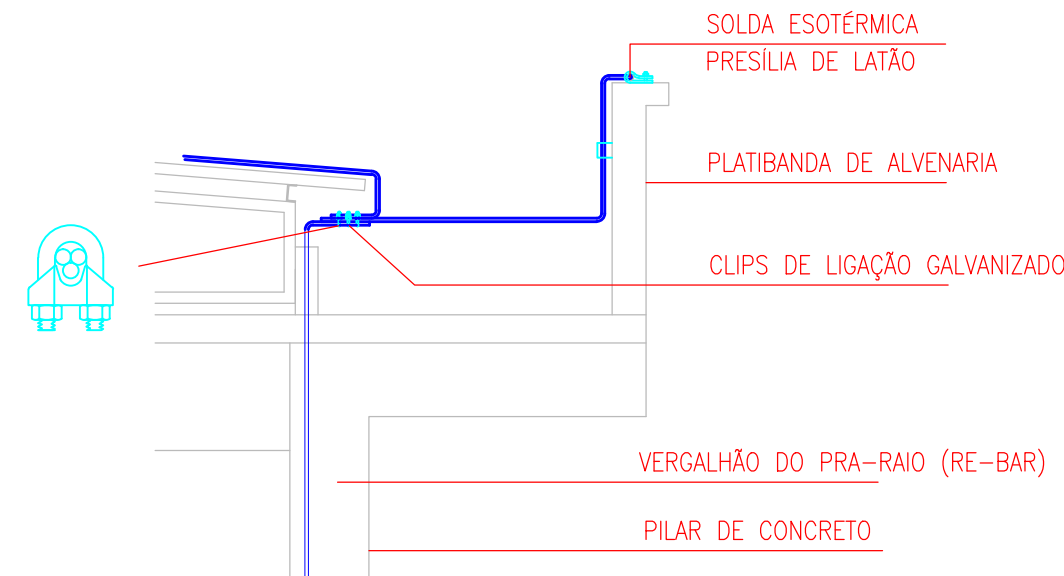 SOLDA ESOTÉRMICA
PRESÍLIA DE LATÃO
PLATIBANDA DE ALVENARIA
CLIPS DE LIGAÇÃO GALVANIZADO
VERGALHÃO DO PRA-RAIO (RE-BAR)
PILAR DE CONCRETO